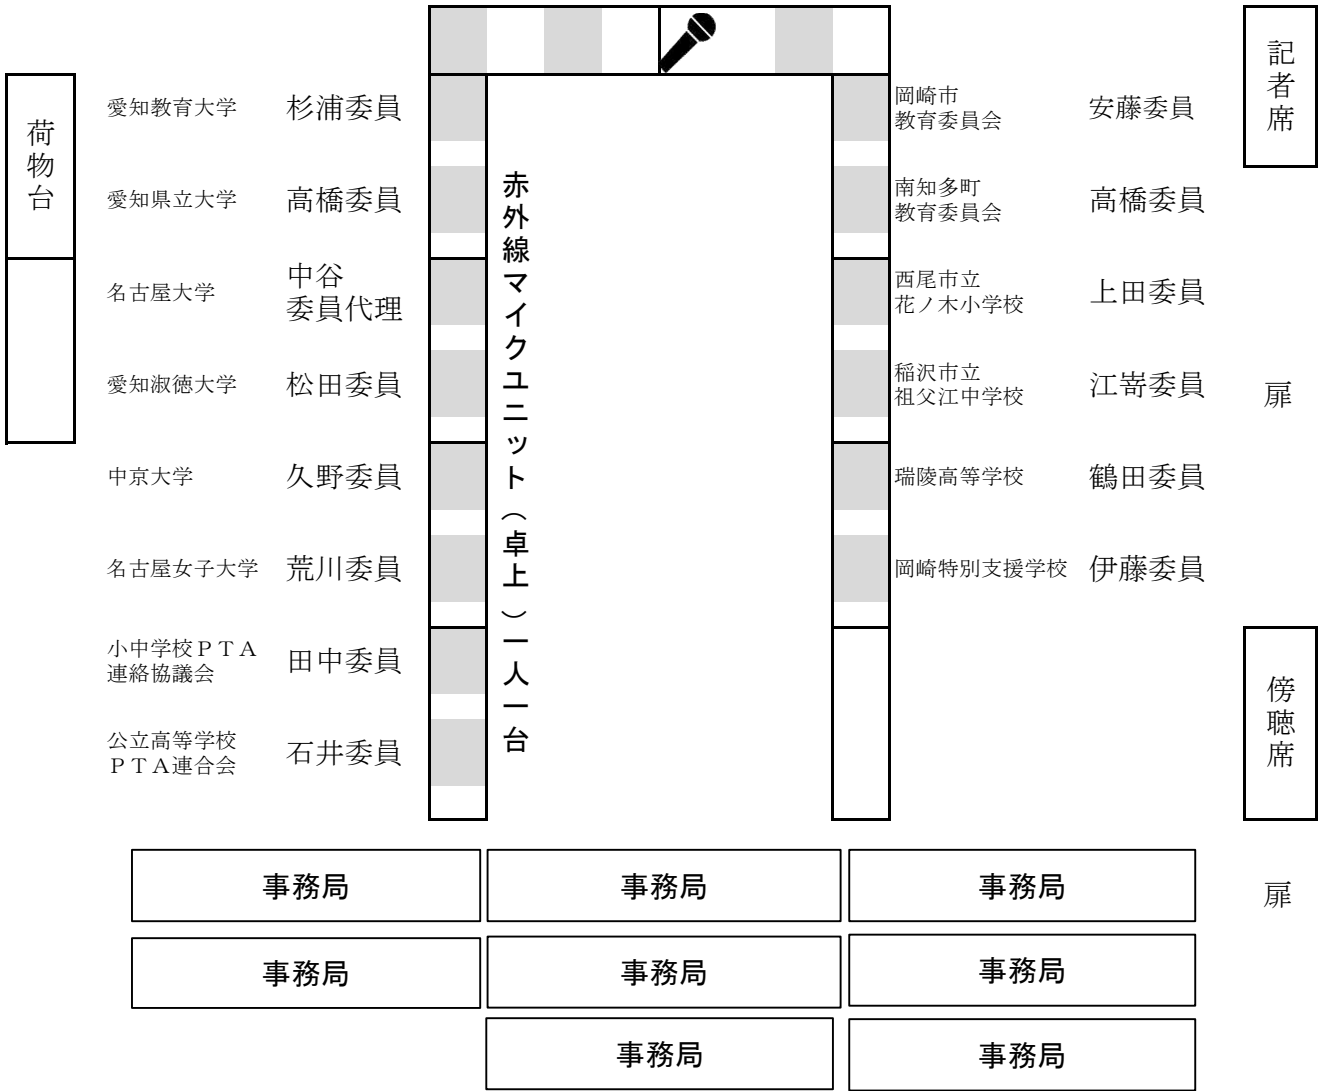 記者席
荷物台
愛知教育大学 杉浦委員
岡崎市
教育委員会
安藤委員
愛知県立大学 高橋委員
南知多町
教育委員会
高橋委員
名古屋大学
中谷
委員代理
西尾市立
花ノ木小学校
上田委員
愛知淑徳大学 松田委員
稲沢市立
祖父江中学校
江嵜委員
扉
中京大学 久野委員
瑞陵高等学校 鶴田委員
名古屋女子大学 荒川委員
岡崎特別支援学校 伊藤委員
小中学校ＰＴＡ
連絡協議会
田中委員
公立高等学校
ＰＴＡ連合会
石井委員
赤外線マイクユニット（卓上）一人一台
傍聴席
事務局 事務局 事務局
扉
事務局 事務局 事務局
事務局 事務局